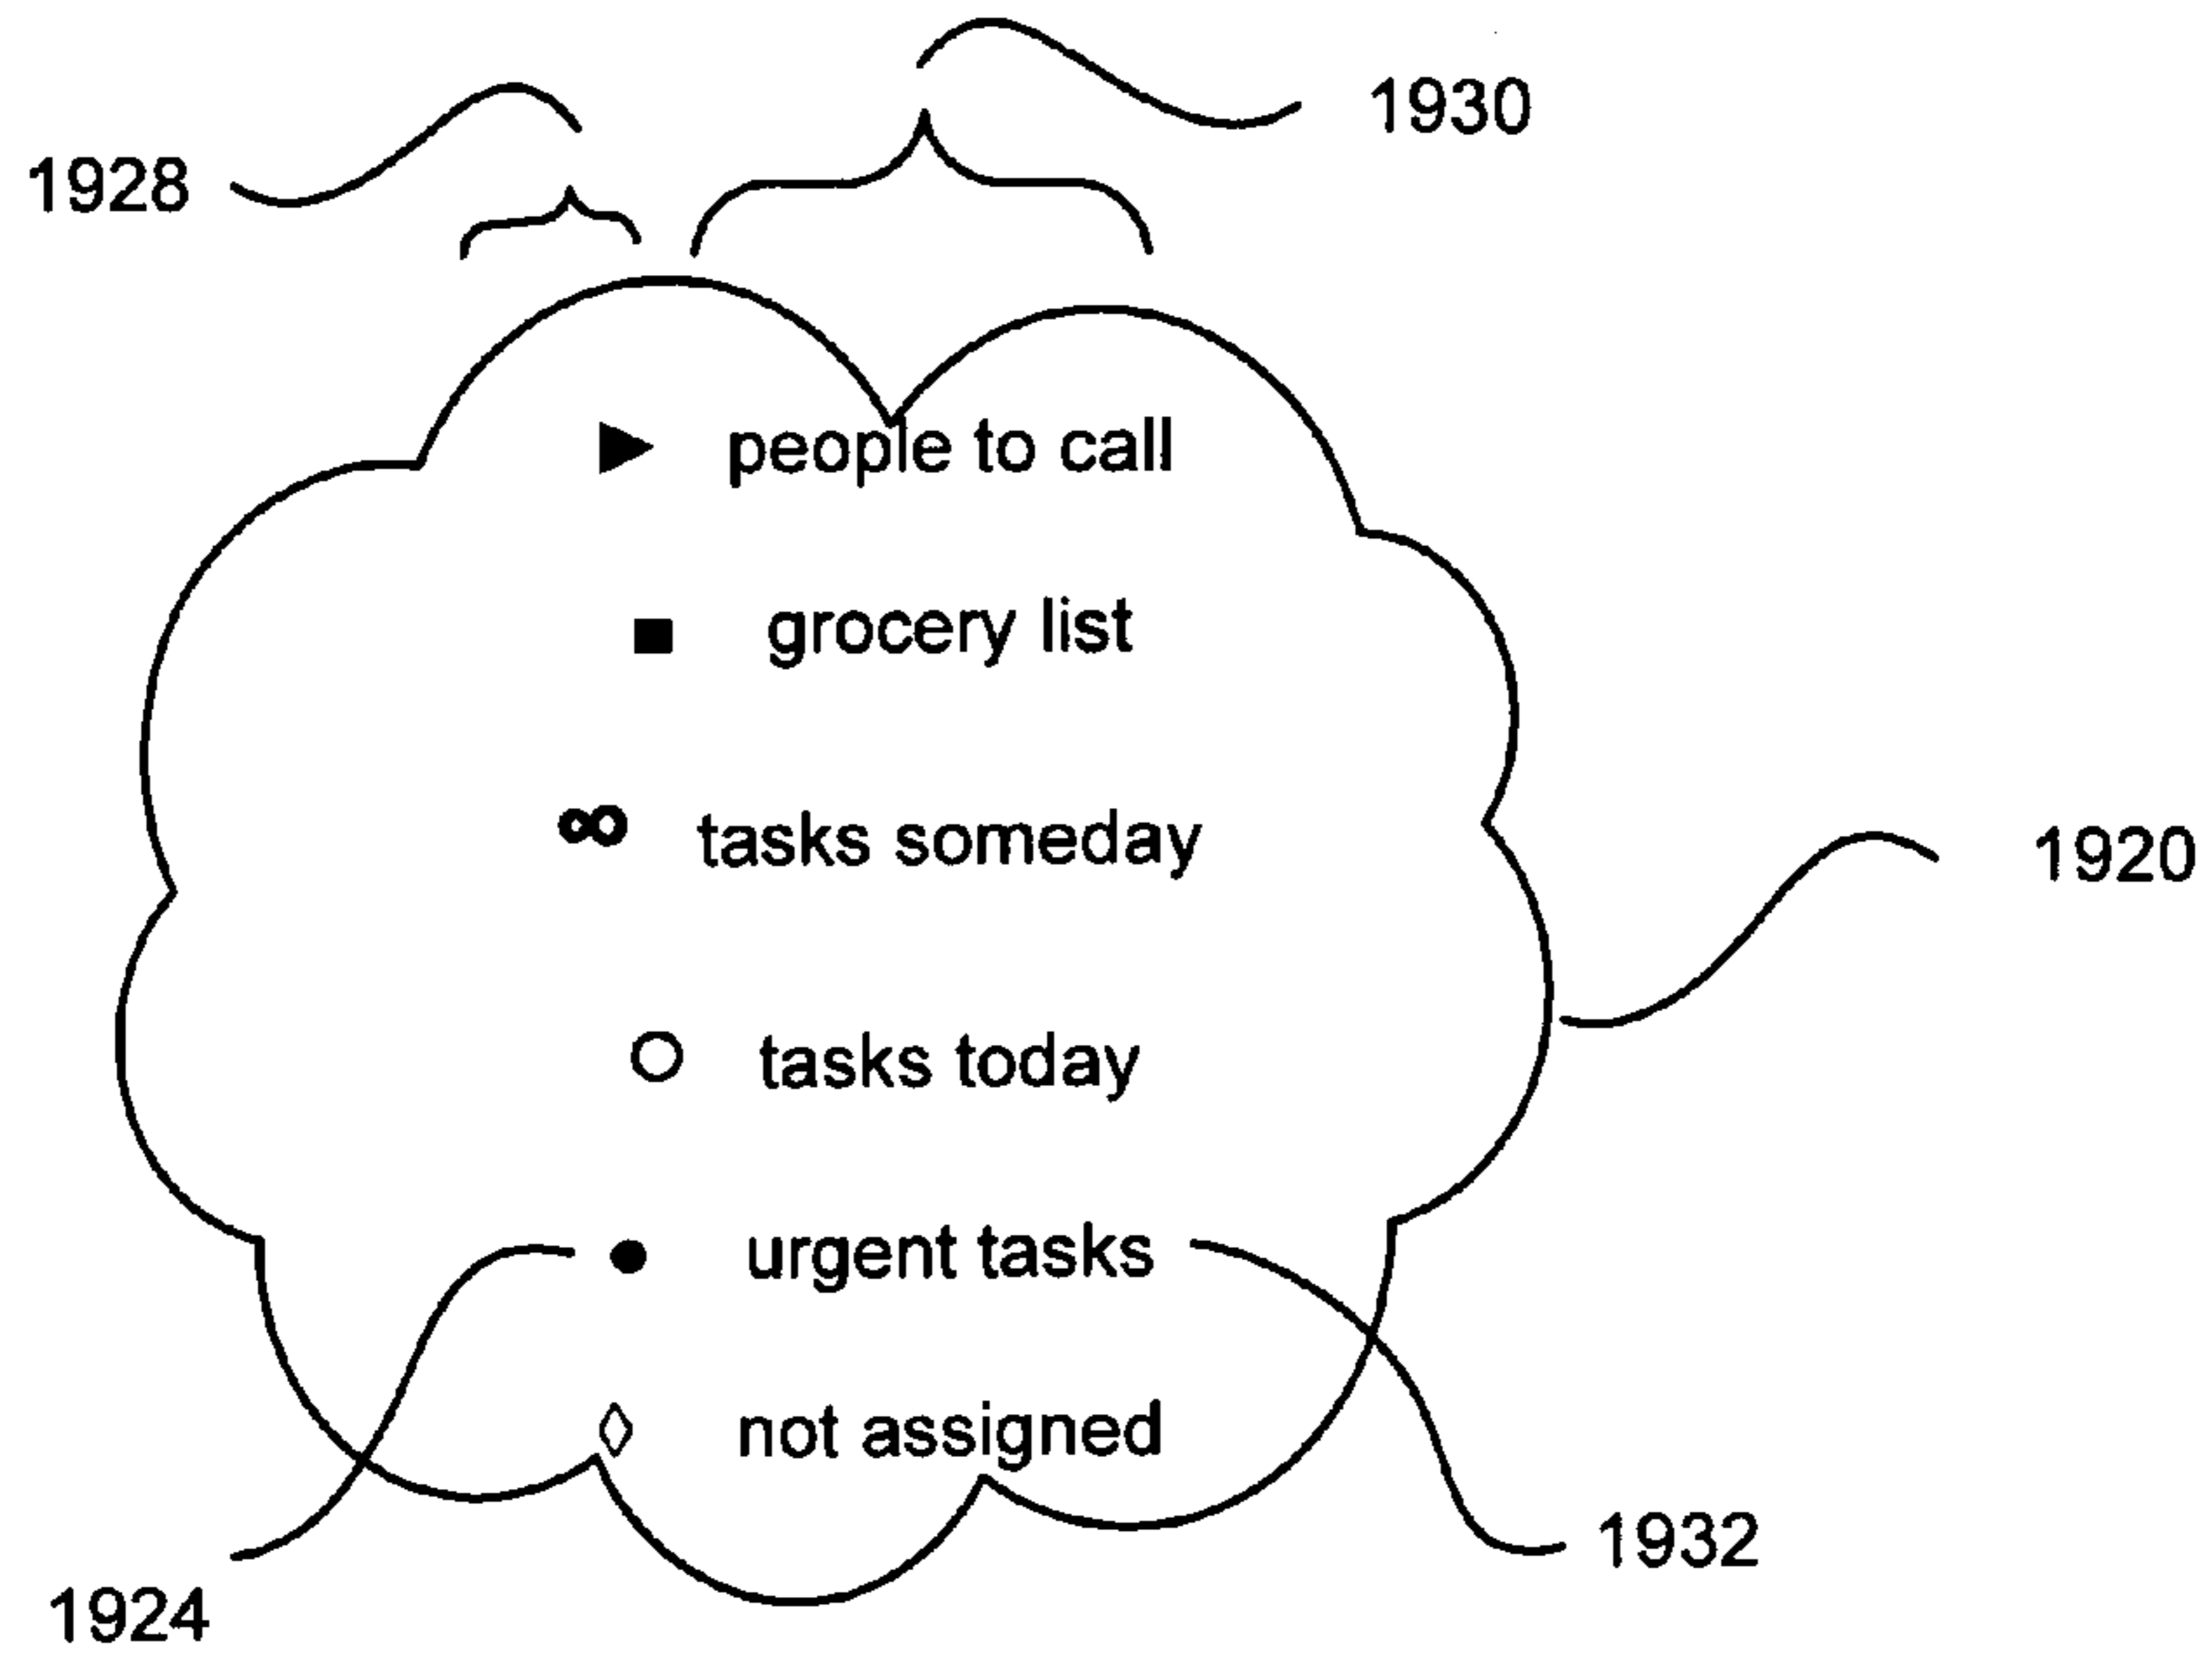 1930
1928
▶ people to call
■ grocery list
∞ tasks someday
1920
○ tasks today
● urgent tasks
◊ not assigned
1932
1924